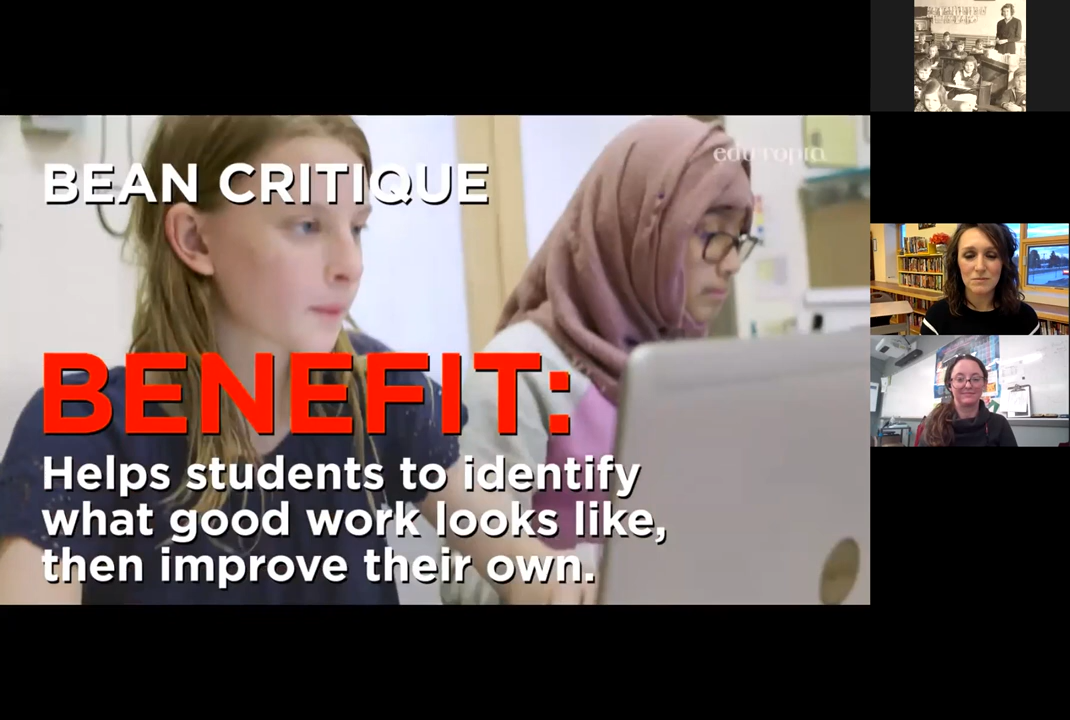 BEAN CRITIQUE
edutopia
BENEFIT:
Helps students to identify
what good work looks like,
then improve their own.